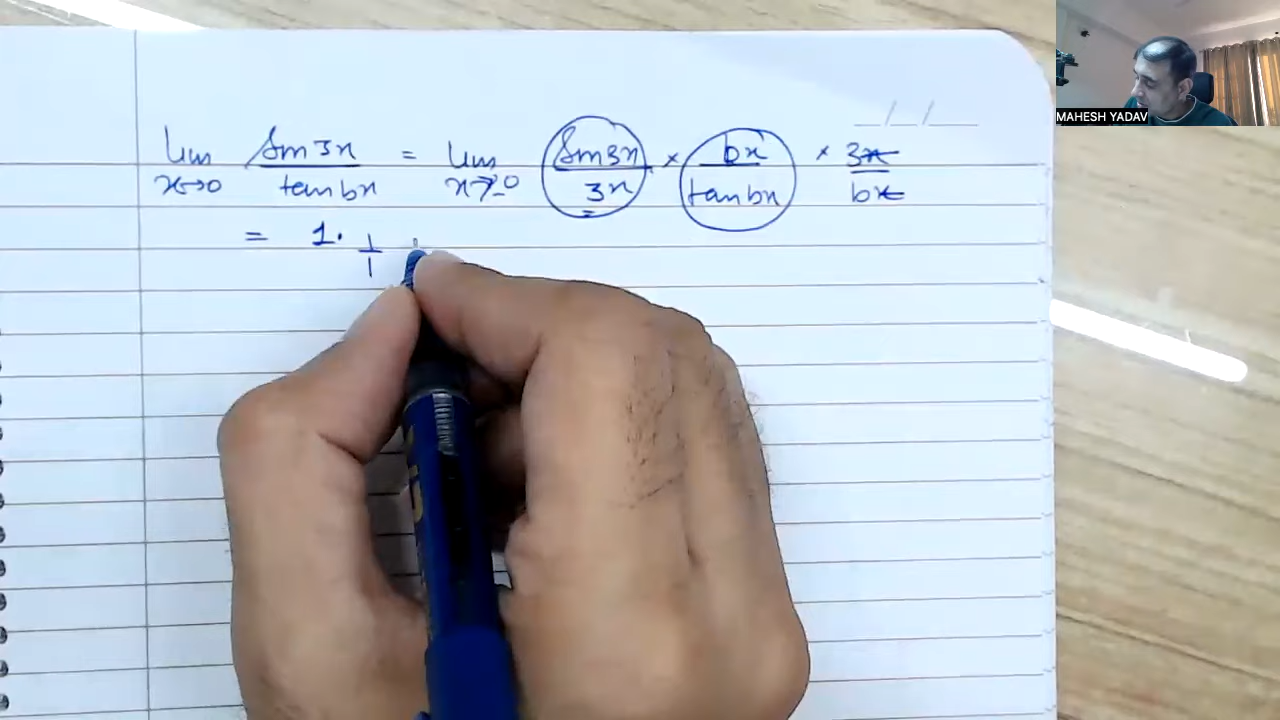 lim x→0 sin 3x / tan bx = lim x→0 sin 3x / 3x × bx / tan bx × 3x / bx
= 1 · 1/1
MAHESH YADAV